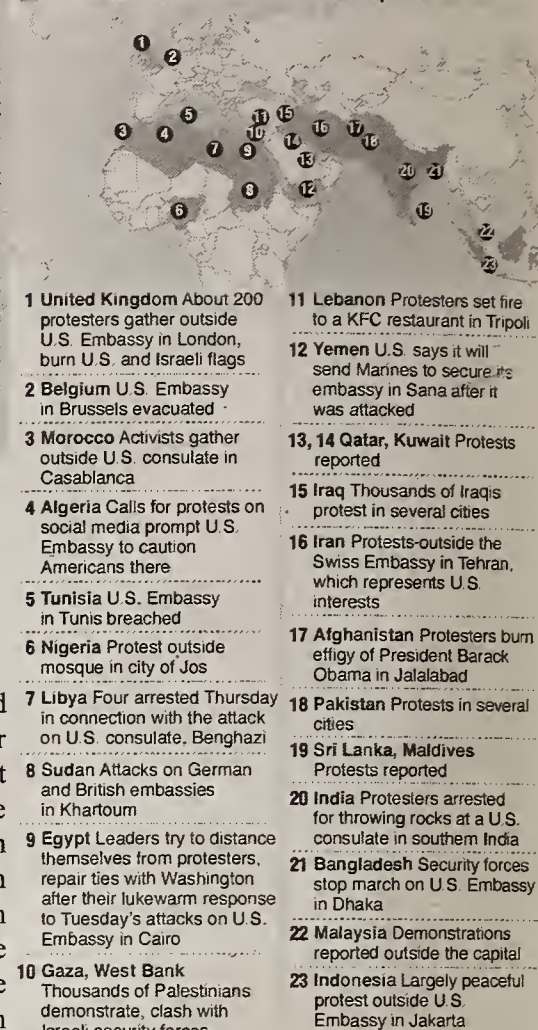 1 United Kingdom About 200
protesters gather outside
U.S. Embassy in London,
burn U.S. and Israeli flags
2 Belgium U.S. Embassy
in Brussels evacuated
3 Morocco Activists gather
outside U.S. consulate in
Casablanca
4 Algeria Calls for protests on
social media prompt U.S.
Embassy to caution
Americans there
5 Tunisia U.S. Embassy
in Tunis breached
6 Nigeria Protest outside
mosque in city of Jos
7 Libya Four arrested Thursday
in connection with the attack
on U.S. consulate, Benghazi
8 Sudan Attacks on German
and British embassies
in Khartoum
9 Egypt Leaders try to distance
themselves from protesters,
repair ties with Washington
after their lukewarm response
to Tuesday's attacks on U.S.
Embassy in Cairo
10 Gaza, West Bank
Thousands of Palestinians
demonstrate, clash with
Israeli security forces
11 Lebanon Protesters set fire
to a KFC restaurant in Tripoli
12 Yemen U.S. says it will
send Marines to secure its
embassy in Sana after it
was attacked
13, 14 Qatar, Kuwait Protests
reported
15 Iraq Thousands of Iraqis
protest in several cities
16 Iran Protests outside the
Swiss Embassy in Tehran,
which represents U.S.
interests
17 Afghanistan Protesters burn
effigy of President Barack
Obama in Jalalabad
18 Pakistan Protests in several
cities
19 Sri Lanka, Maldives
Protests reported
20 India Protesters arrested
for throwing rocks at a U.S.
consulate in southern India
21 Bangladesh Security forces
stop march on U.S. Embassy
in Dhaka
22 Malaysia Demonstrations
reported outside the capital
23 Indonesia Largely peaceful
protest outside U.S.
Embassy in Jakarta